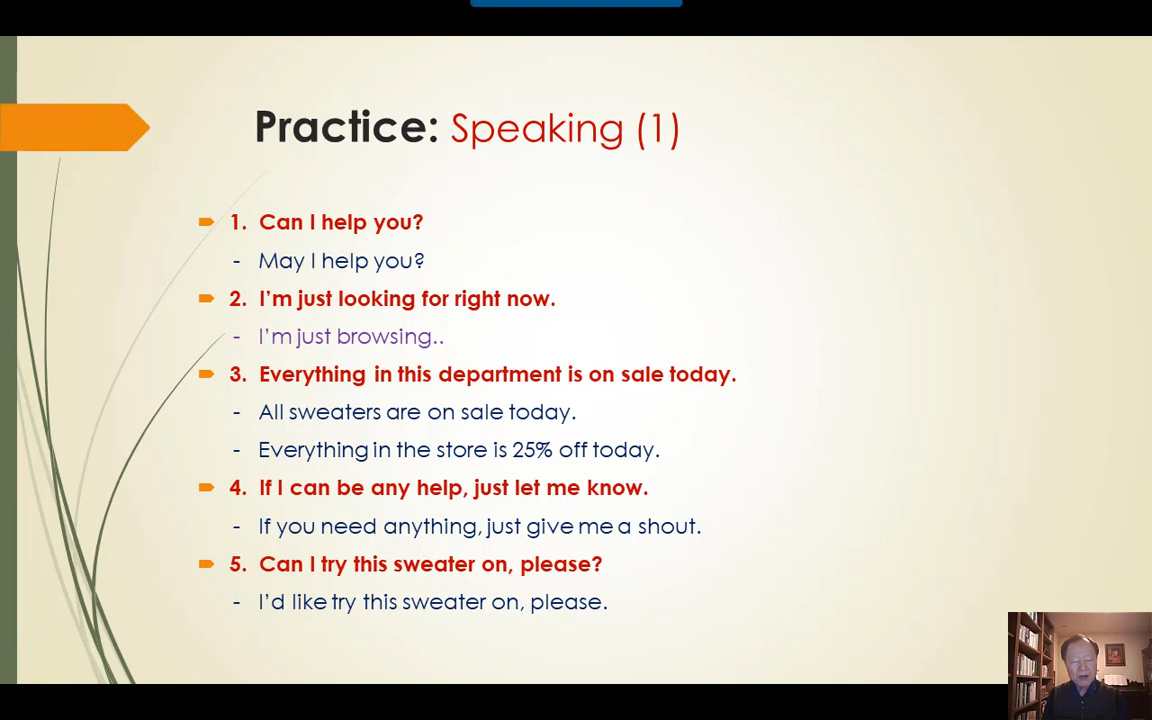 Practice: Speaking (1)
1. Can I help you?
- May I help you?
2. I'm just looking for right now.
- I'm just browsing..
3. Everything in this department is on sale today.
- All sweaters are on sale today.
- Everything in the store is 25% off today.
4. If I can be any help, just let me know.
- If you need anything, just give me a shout.
5. Can I try this sweater on, please?
- I'd like try this sweater on, please.